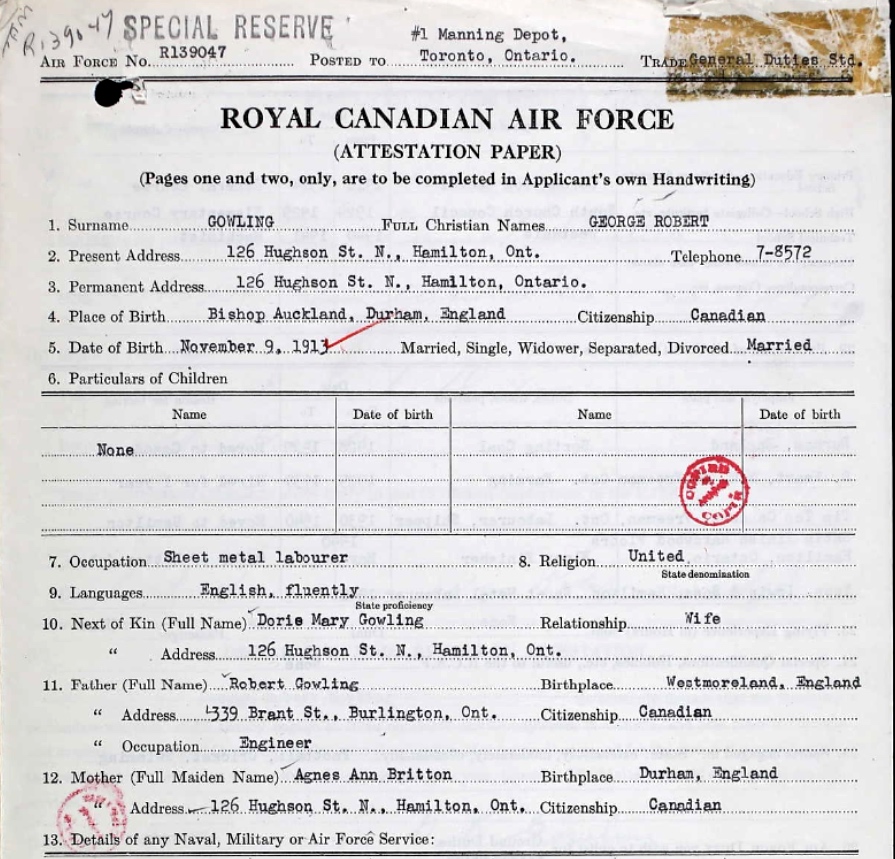 R139047 SPECIAL RESERVE
#1 Manning Depot,
AIR FORCE No. R139047 POSTED TO Toronto, Ontario. TRADE General Duties Std.
ROYAL CANADIAN AIR FORCE
(ATTESTATION PAPER)
(Pages one and two, only, are to be completed in Applicant's own Handwriting)
1. Surname GOWLING FULL Christian Names GEORGE ROBERT
2. Present Address 126 Hughson St. N., Hamilton, Ont. Telephone 7-8572
3. Permanent Address 126 Hughson St. N., Hamilton, Ontario.
4. Place of Birth Bishop Auckland, Durham, England Citizenship Canadian
5. Date of Birth November 9, 1913 Married, Single, Widower, Separated, Divorced Married
6. Particulars of Children
Name Date of birth Name Date of birth
None
7. Occupation Sheet metal labourer 8. Religion United
State denomination
9. Languages English, fluently
State proficiency
10. Next of Kin (Full Name) Doris Mary Gowling Relationship Wife
" Address 126 Hughson St. N., Hamilton, Ont.
11. Father (Full Name) Robert Gowling Birthplace Westmoreland, England
" Address 339 Brant St., Burlington, Ont. Citizenship Canadian
" Occupation Engineer
12. Mother (Full Maiden Name) Agnes Ann Britton Birthplace Durham, England
" Address 126 Hughson St. N., Hamilton, Ont. Citizenship Canadian
13. Details of any Naval, Military or Air Force Service: